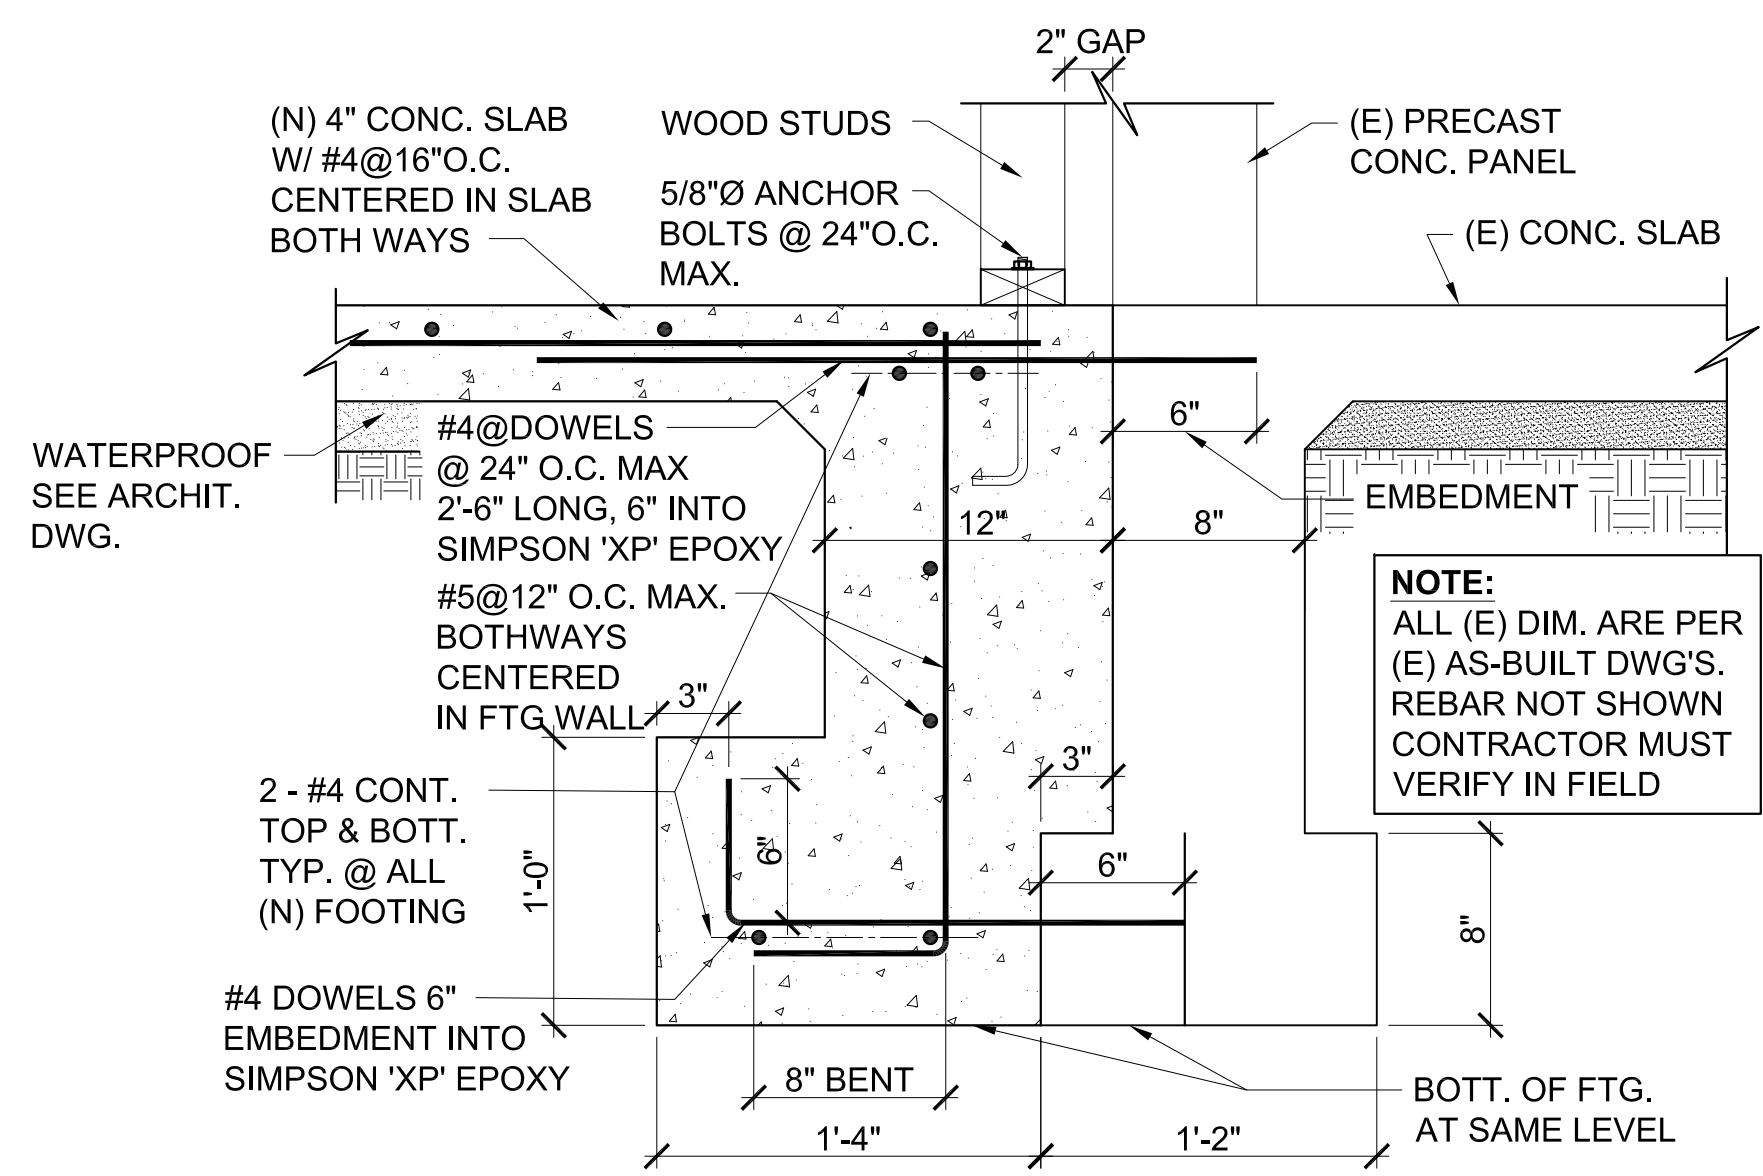 2" GAP
(N) 4" CONC. SLAB
W/ #4@16"O.C.
CENTERED IN SLAB
BOTH WAYS
WOOD STUDS
5/8"Ø ANCHOR
BOLTS @ 24"O.C.
MAX.
(E) PRECAST
CONC. PANEL
(E) CONC. SLAB
WATERPROOF
SEE ARCHIT.
DWG.
#4@DOWELS
@ 24" O.C. MAX
2'-6" LONG, 6" INTO
SIMPSON 'XP' EPOXY
6"
EMBEDMENT
12"
8"
#5@12" O.C. MAX.
BOTHWAYS
CENTERED
IN FTG WALL
NOTE:
ALL (E) DIM. ARE PER
(E) AS-BUILT DWG'S.
REBAR NOT SHOWN
CONTRACTOR MUST
VERIFY IN FIELD
3"
3"
2 - #4 CONT.
TOP & BOTT.
TYP. @ ALL
(N) FOOTING
1'-0"
6"
6"
8"
#4 DOWELS 6"
EMBEDMENT INTO
SIMPSON 'XP' EPOXY
8" BENT
BOTT. OF FTG.
AT SAME LEVEL
1'-4"
1'-2"